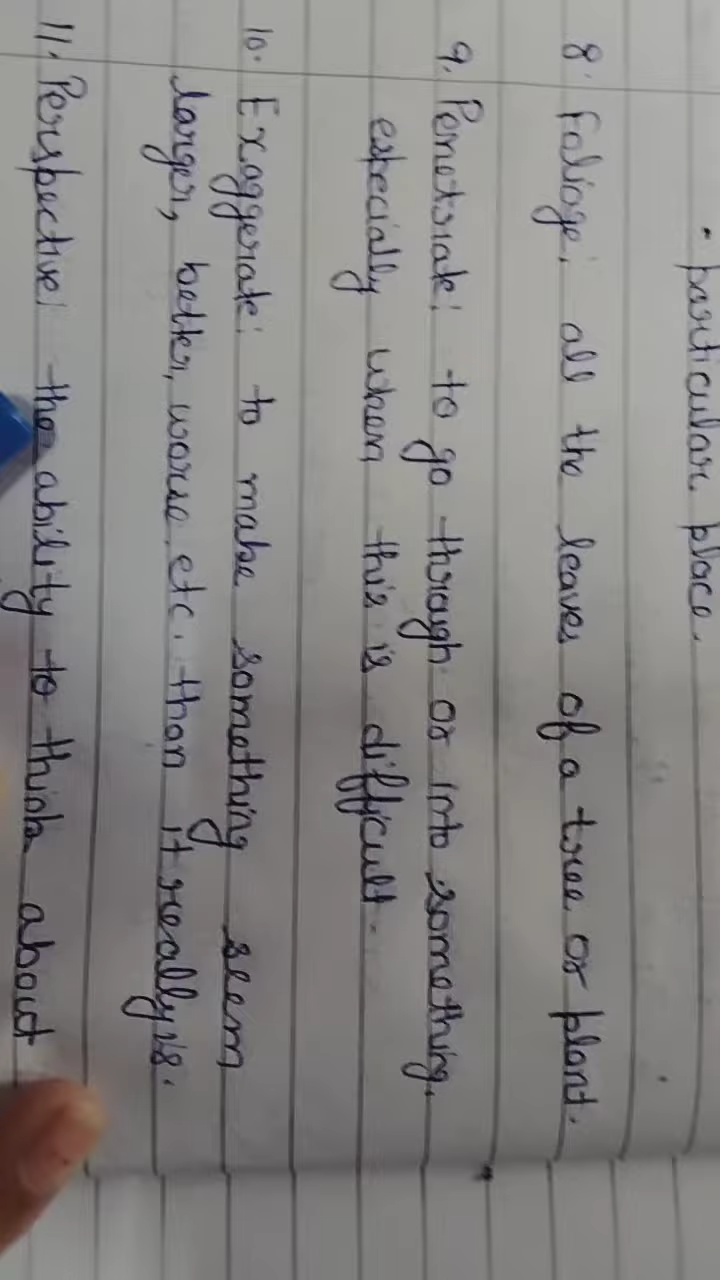 • particular place.
8. Foliage; all the leaves of a tree or plant.
9. Penetrate: to go through or into something,
especially when this is difficult.
10. Exaggerate: to make something seem
larger, better, worse, etc. than it really is.
11. Perspective: the ability to think about